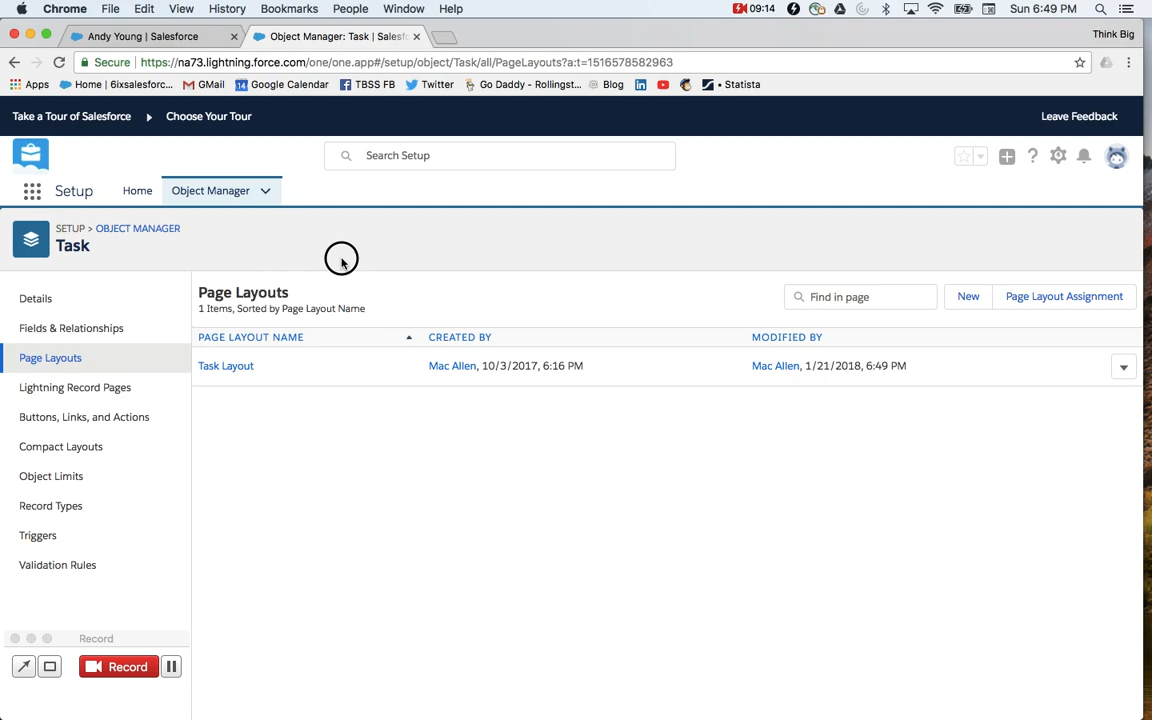 Chrome File Edit View History Bookmarks People Window Help 09:14 Sun 6:49 PM
Andy Young | Salesforce Object Manager: Task | Salesf Think Big
Secure https://na73.lightning.force.com/one/one.app#/setup/object/Task/all/PageLayouts?a:t=1516578582963
Apps Home | 6ixsalesforc... GMail 14 Google Calendar TBSS FB Twitter Go Daddy - Rollingst... Blog • Statista
Take a Tour of Salesforce Choose Your Tour Leave Feedback
Search Setup
Setup Home Object Manager
SETUP > OBJECT MANAGER
Task
Details
Fields & Relationships
Page Layouts
Lightning Record Pages
Buttons, Links, and Actions
Compact Layouts
Object Limits
Record Types
Triggers
Validation Rules
Page Layouts
1 Items, Sorted by Page Layout Name
Find in page New Page Layout Assignment
PAGE LAYOUT NAME CREATED BY MODIFIED BY
Task Layout Mac Allen, 10/3/2017, 6:16 PM Mac Allen, 1/21/2018, 6:49 PM
Record
Record